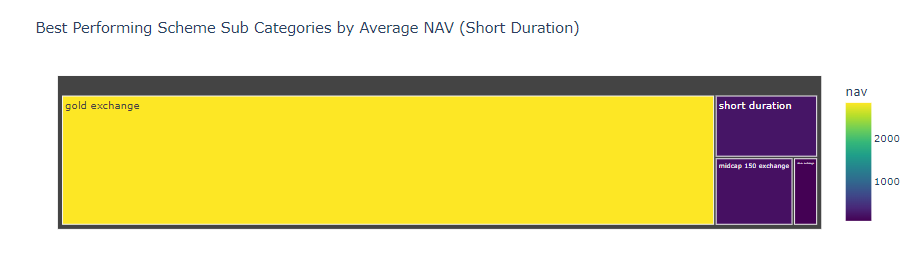 Best Performing Scheme Sub Categories by Average NAV (Short Duration)
gold exchange
short duration
midcap 150 exchange
nav
2000
1000